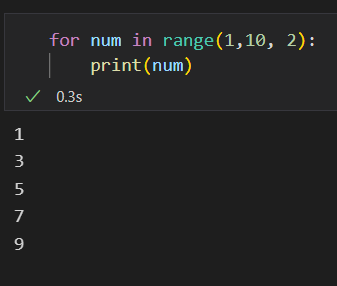 for num in range(1,10, 2):
    print(num)
0.3s
1
3
5
7
9